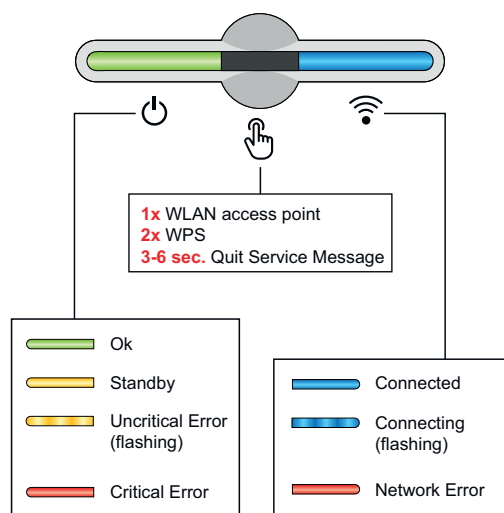 1x WLAN access point
2x WPS
3-6 sec. Quit Service Message
Ok
Standby
Uncritical Error
(flashing)
Critical Error
Connected
Connecting
(flashing)
Network Error